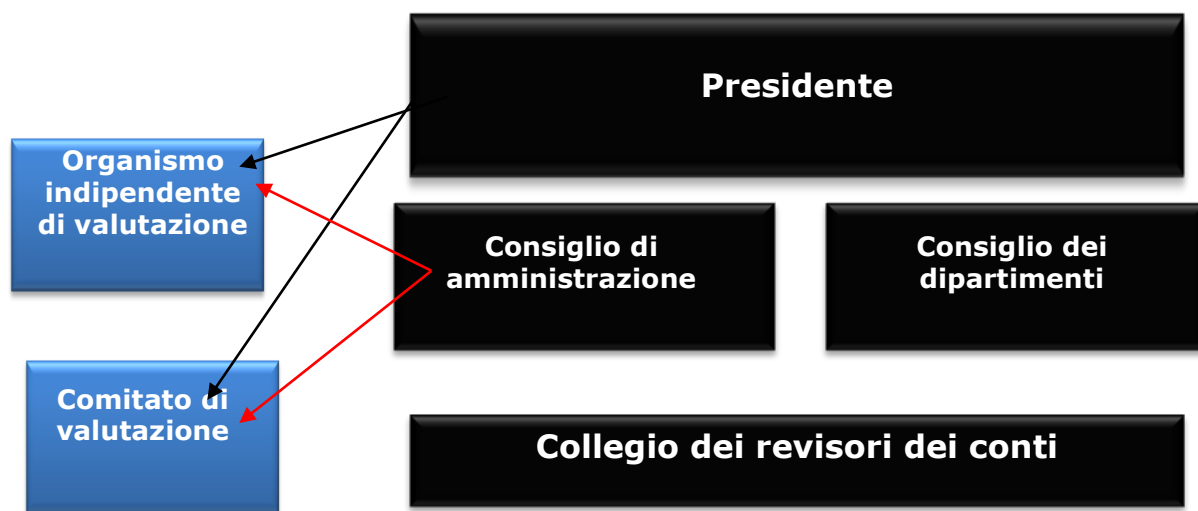 Presidente
Organismo
indipendente
di valutazione
Consiglio di
amministrazione
Consiglio dei
dipartimenti
Comitato di
valutazione
Collegio dei revisori dei conti